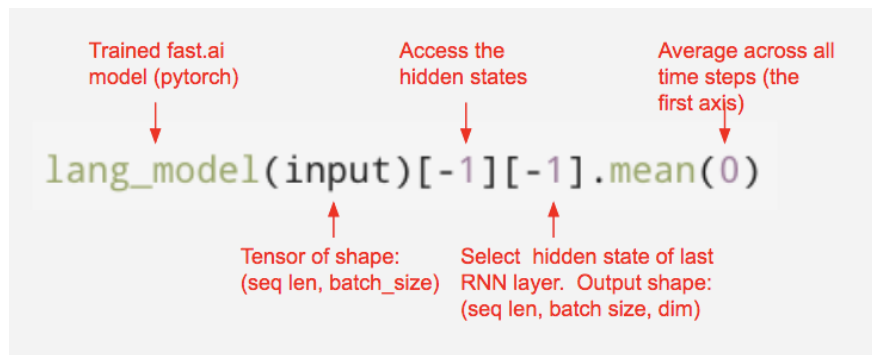 Trained fast.ai
model (pytorch)
Access the
hidden states
Average across all
time steps (the
first axis)
lang_model(input)[-1][-1].mean(0)
Tensor of shape:
(seq len, batch_size)
Select  hidden state of last
RNN layer.  Output shape:
(seq len, batch size, dim)